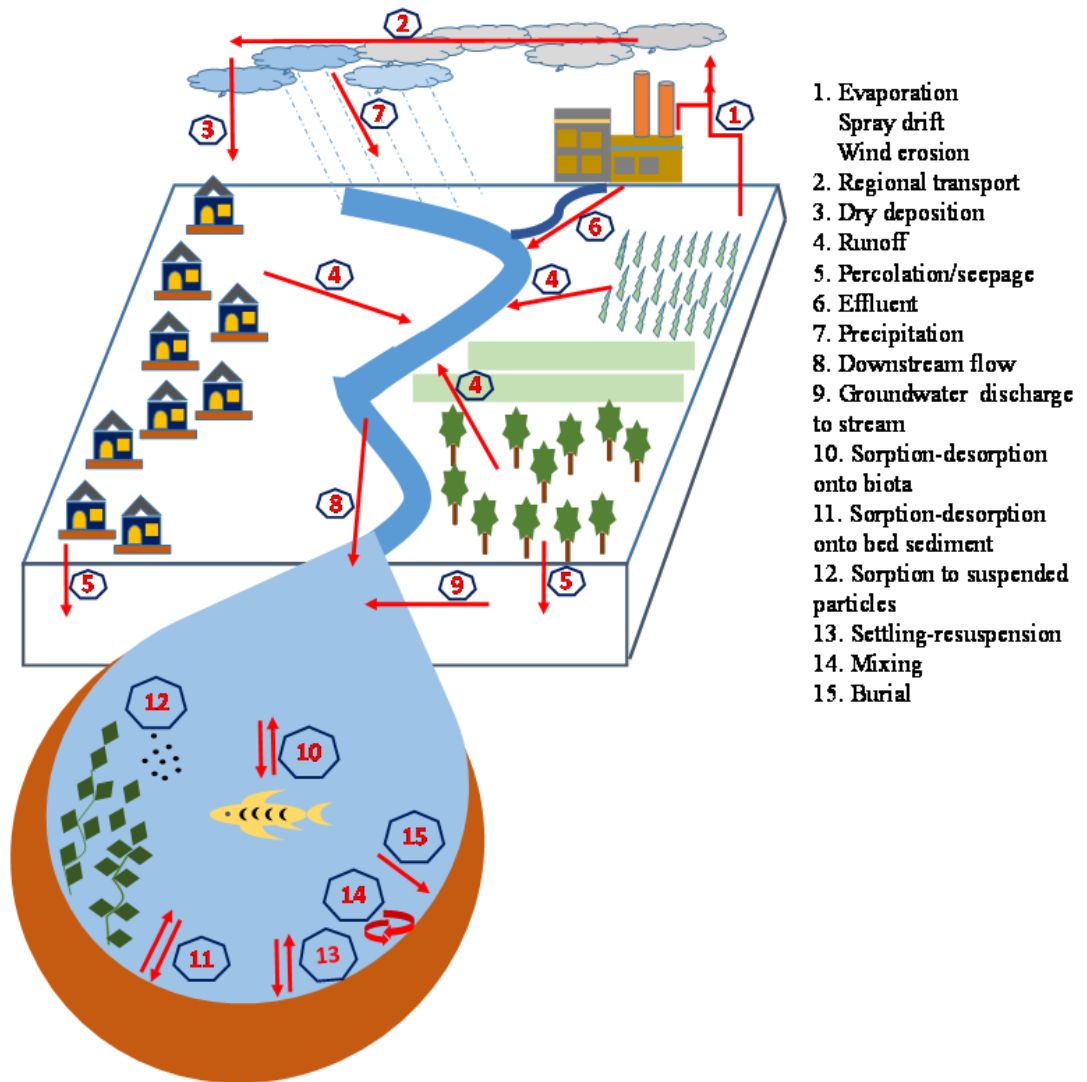 2
1
3
7
6
4
4
4
8
5
9
5
12
10
15
14
11
13
1. Evaporation
Spray drift
Wind erosion
2. Regional transport
3. Dry deposition
4. Runoff
5. Percolation/seepage
6. Effluent
7. Precipitation
8. Downstream flow
9. Groundwater discharge
to stream
10. Sorption-desorption
onto biota
11. Sorption-desorption
onto bed sediment
12. Sorption to suspended
particles
13. Settling-resuspension
14. Mixing
15. Burial